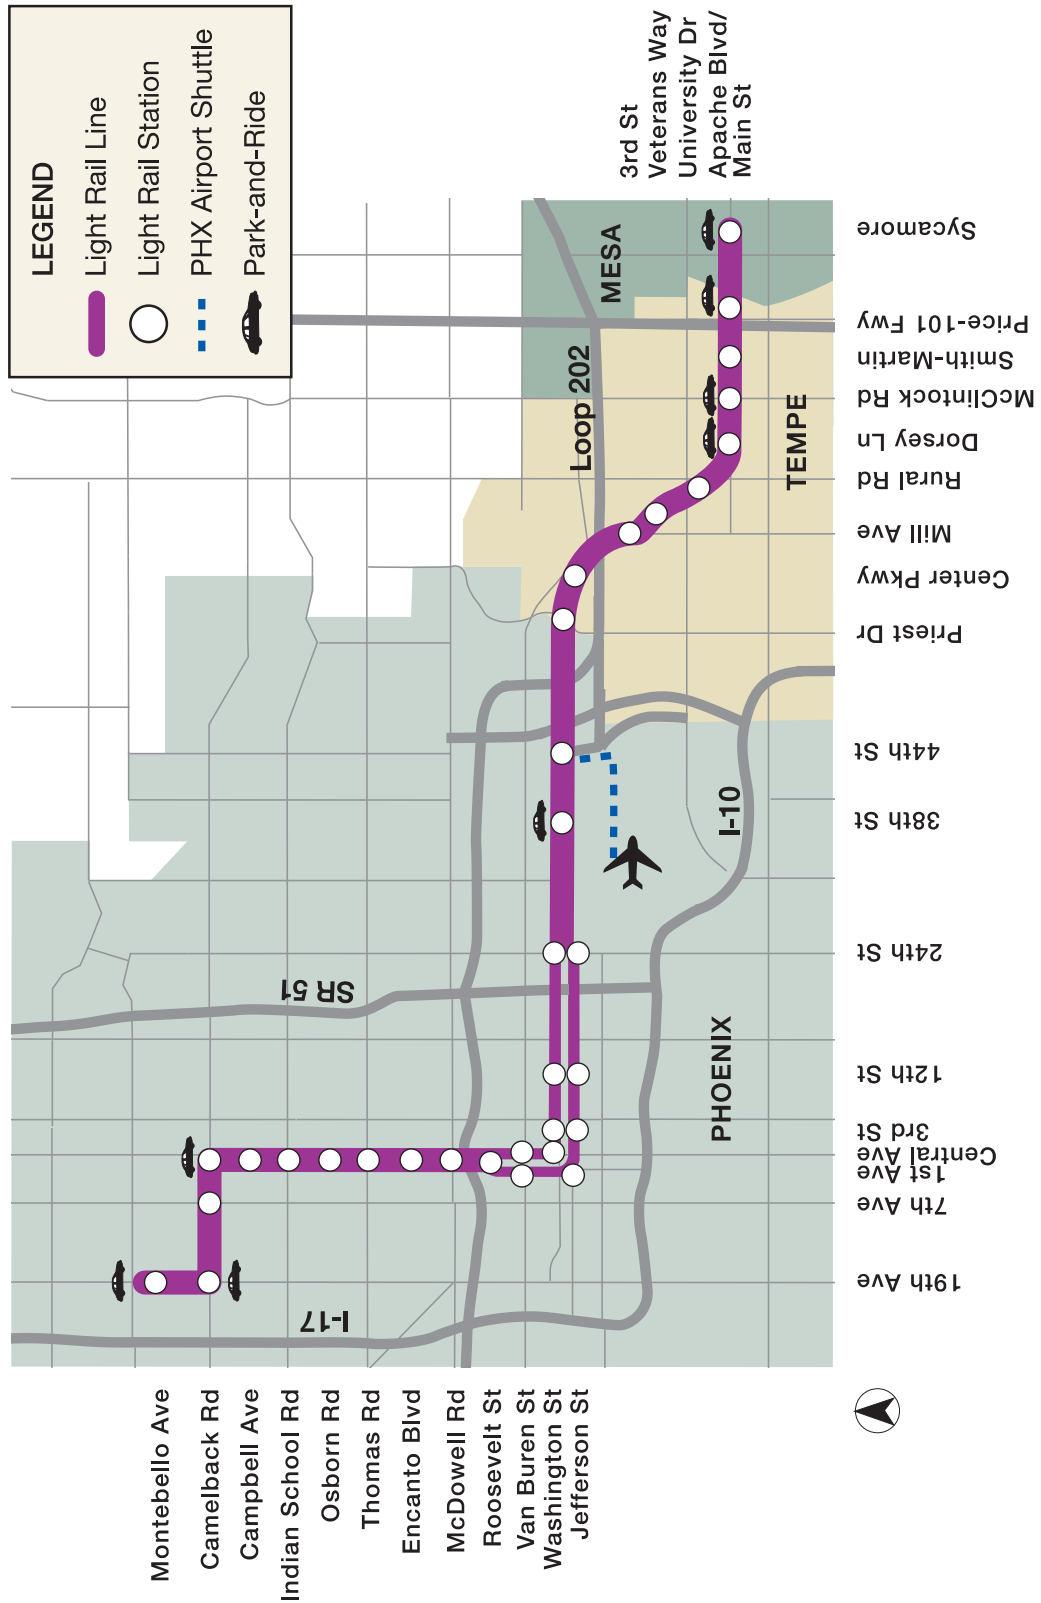 LEGEND
Light Rail Line
Light Rail Station
PHX Airport Shuttle
Park-and-Ride
3rd St
Veterans Way
University Dr
Apache Blvd/
Main St
Sycamore
Price-101 Fwy
Smith-Martin
McClintock Rd
Dorsey Ln
Rural Rd
Mill Ave
Center Pkwy
Priest Dr
44th St
38th St
24th St
12th St
3rd St
Central Ave
1st Ave
7th Ave
19th Ave
MESA
Loop 202
TEMPE
I-10
SR 51
PHOENIX
I-17
Montebello Ave
Camelback Rd
Campbell Ave
Indian School Rd
Osborn Rd
Thomas Rd
Encanto Blvd
McDowell Rd
Roosevelt St
Van Buren St
Washington St
Jefferson St